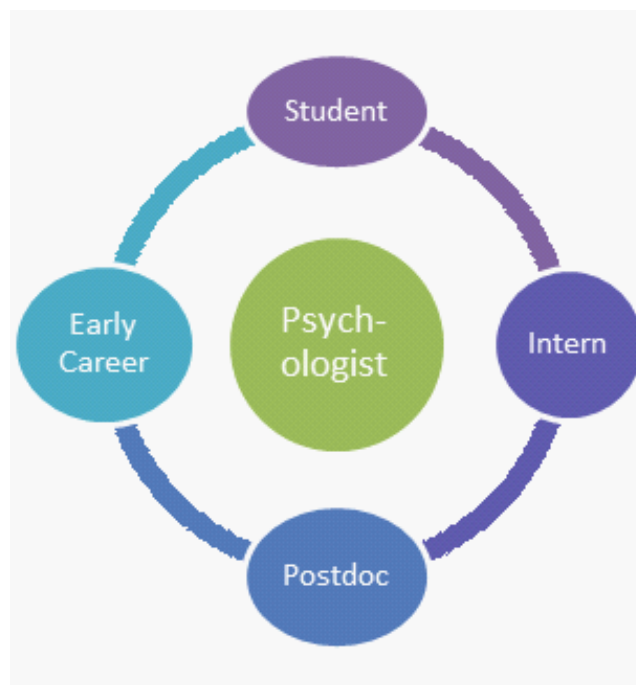 Student
Early
Career
Psych-
ologist
Intern
Postdoc